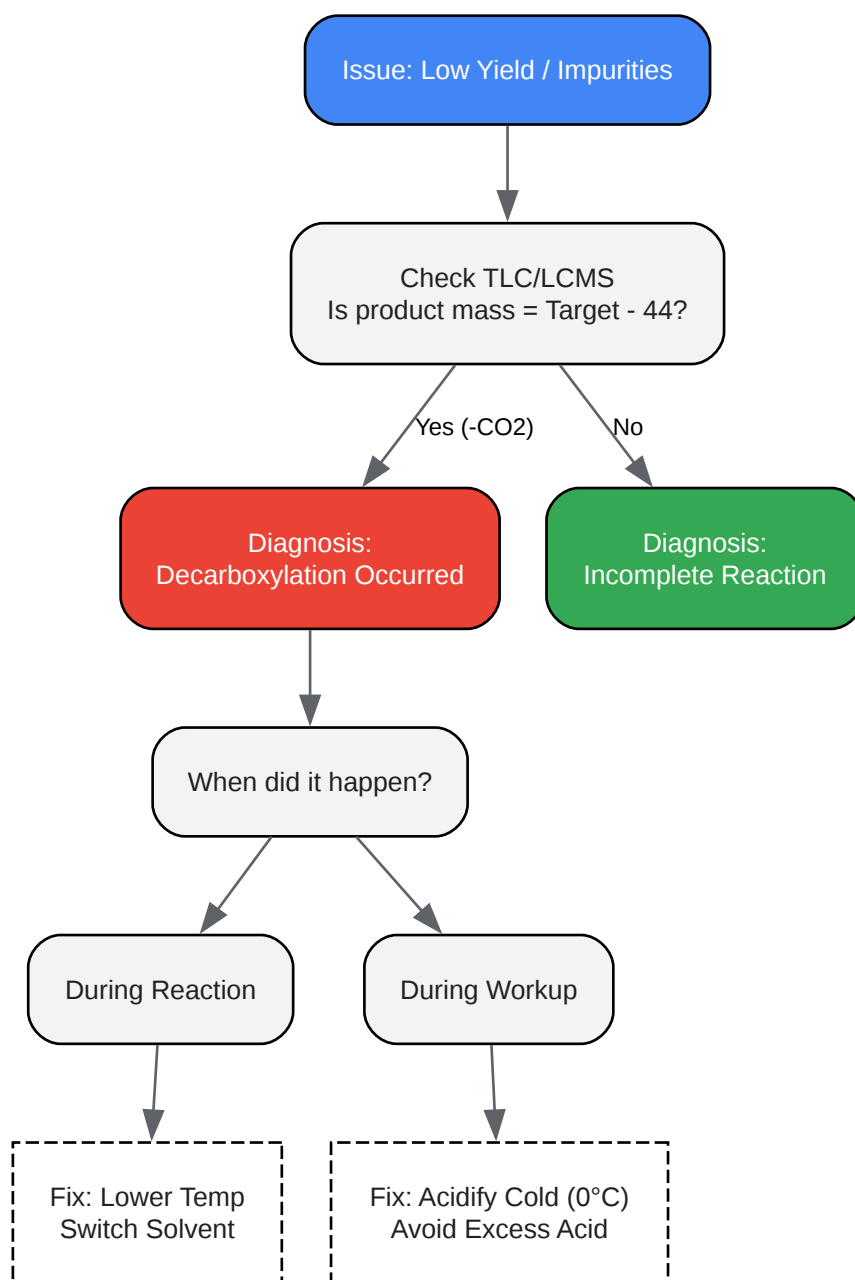 Issue: Low Yield / Impurities
Check TLC/LCMS
Is product mass = Target - 44?
Yes (-CO2)
No
Diagnosis:
Decarboxylation Occurred
Diagnosis:
Incomplete Reaction
When did it happen?
During Reaction
During Workup
Fix: Lower Temp
Switch Solvent
Fix: Acidify Cold (0°C)
Avoid Excess Acid